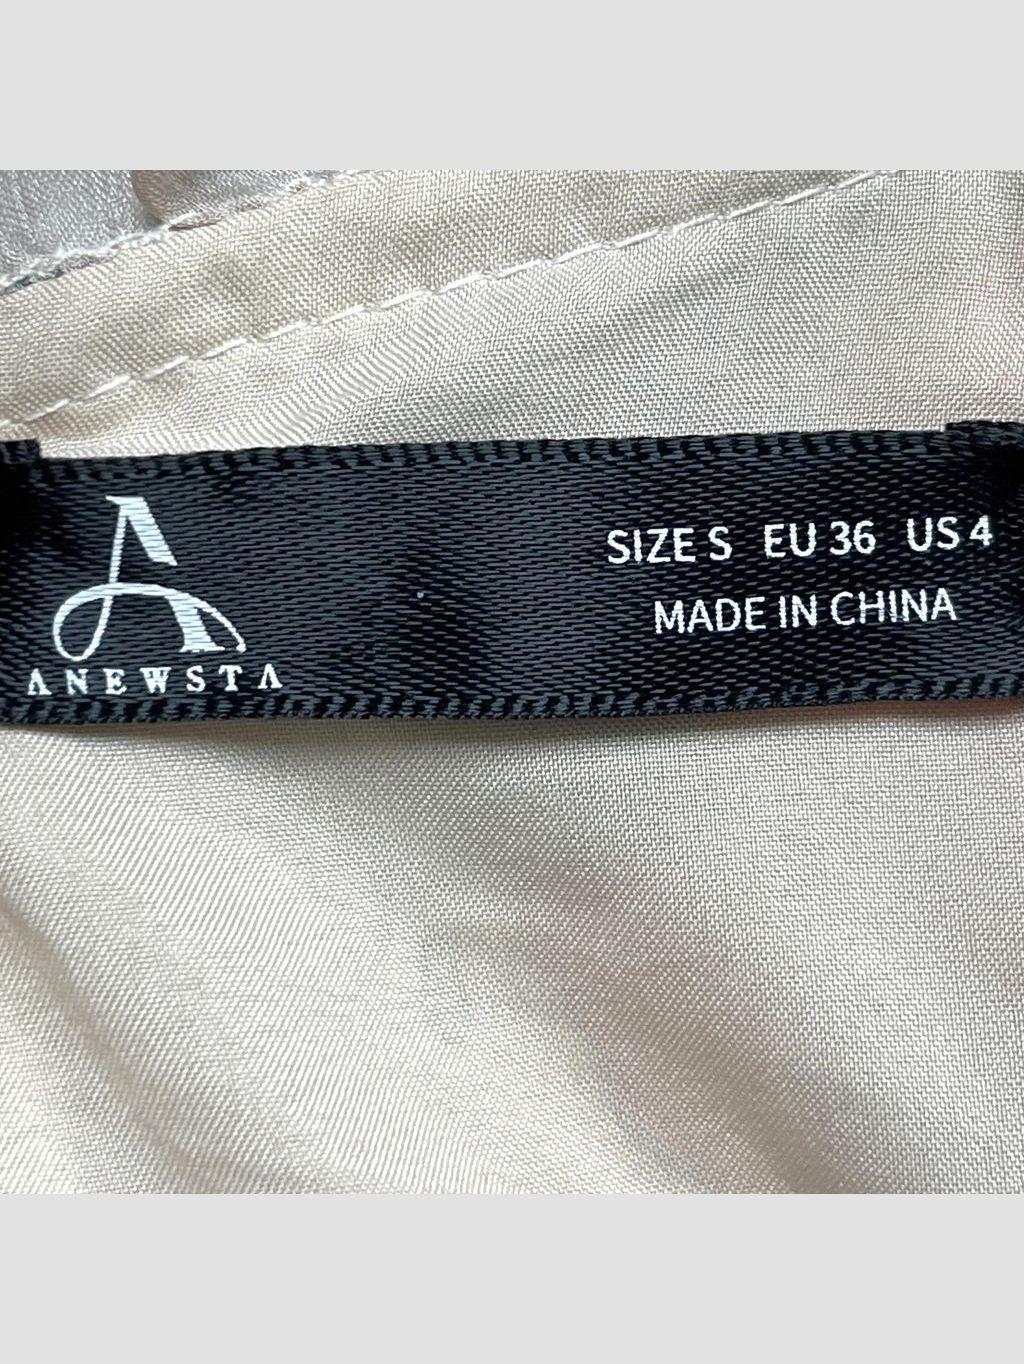 A
ANEWSTA
SIZE S EU 36 US 4
MADE IN CHINA